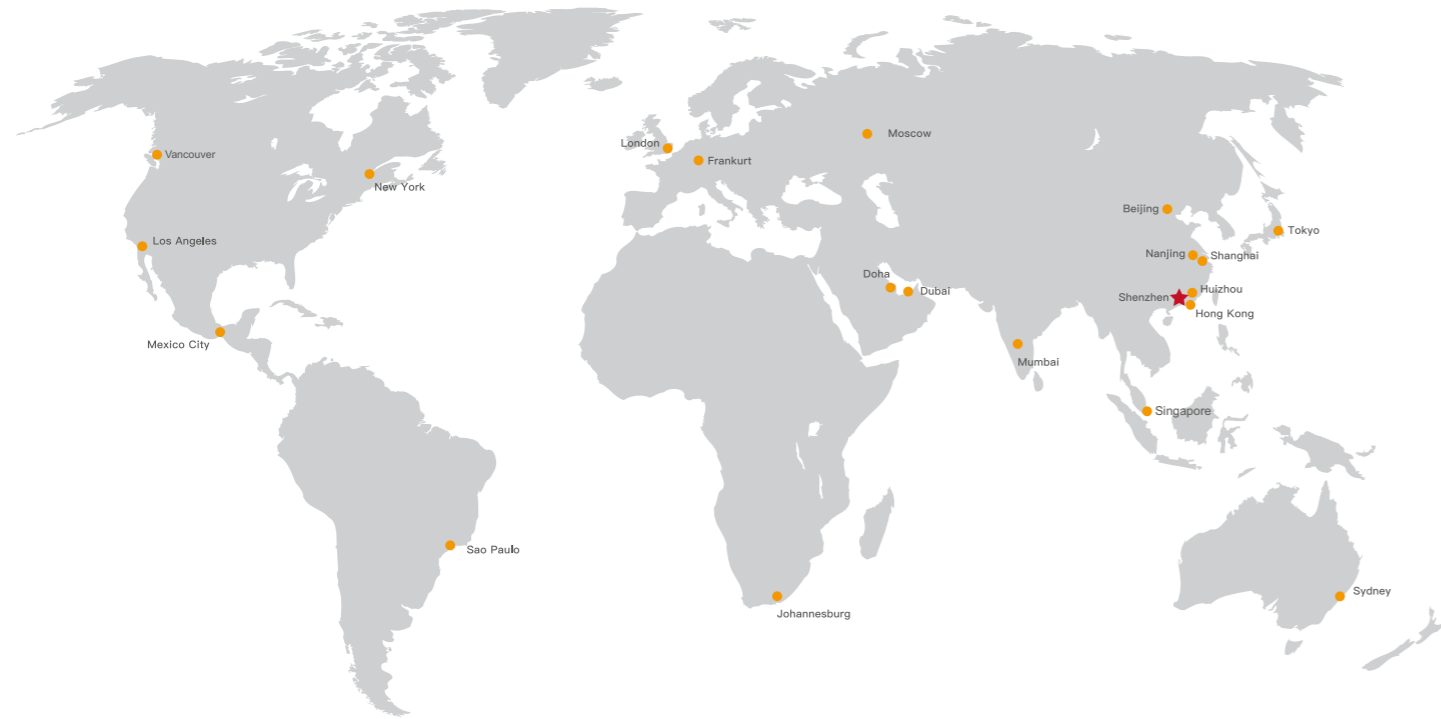 Moscow
London
Vancouver
Frankurt
New York
Beijing
Tokyo
Los Angeles
Nanjing
Shanghai
Doha
Dubai
Huizhou
Shenzhen
Hong Kong
Mexico City
Mumbai
Singapore
Sao Paulo
Sydney
Johannesburg